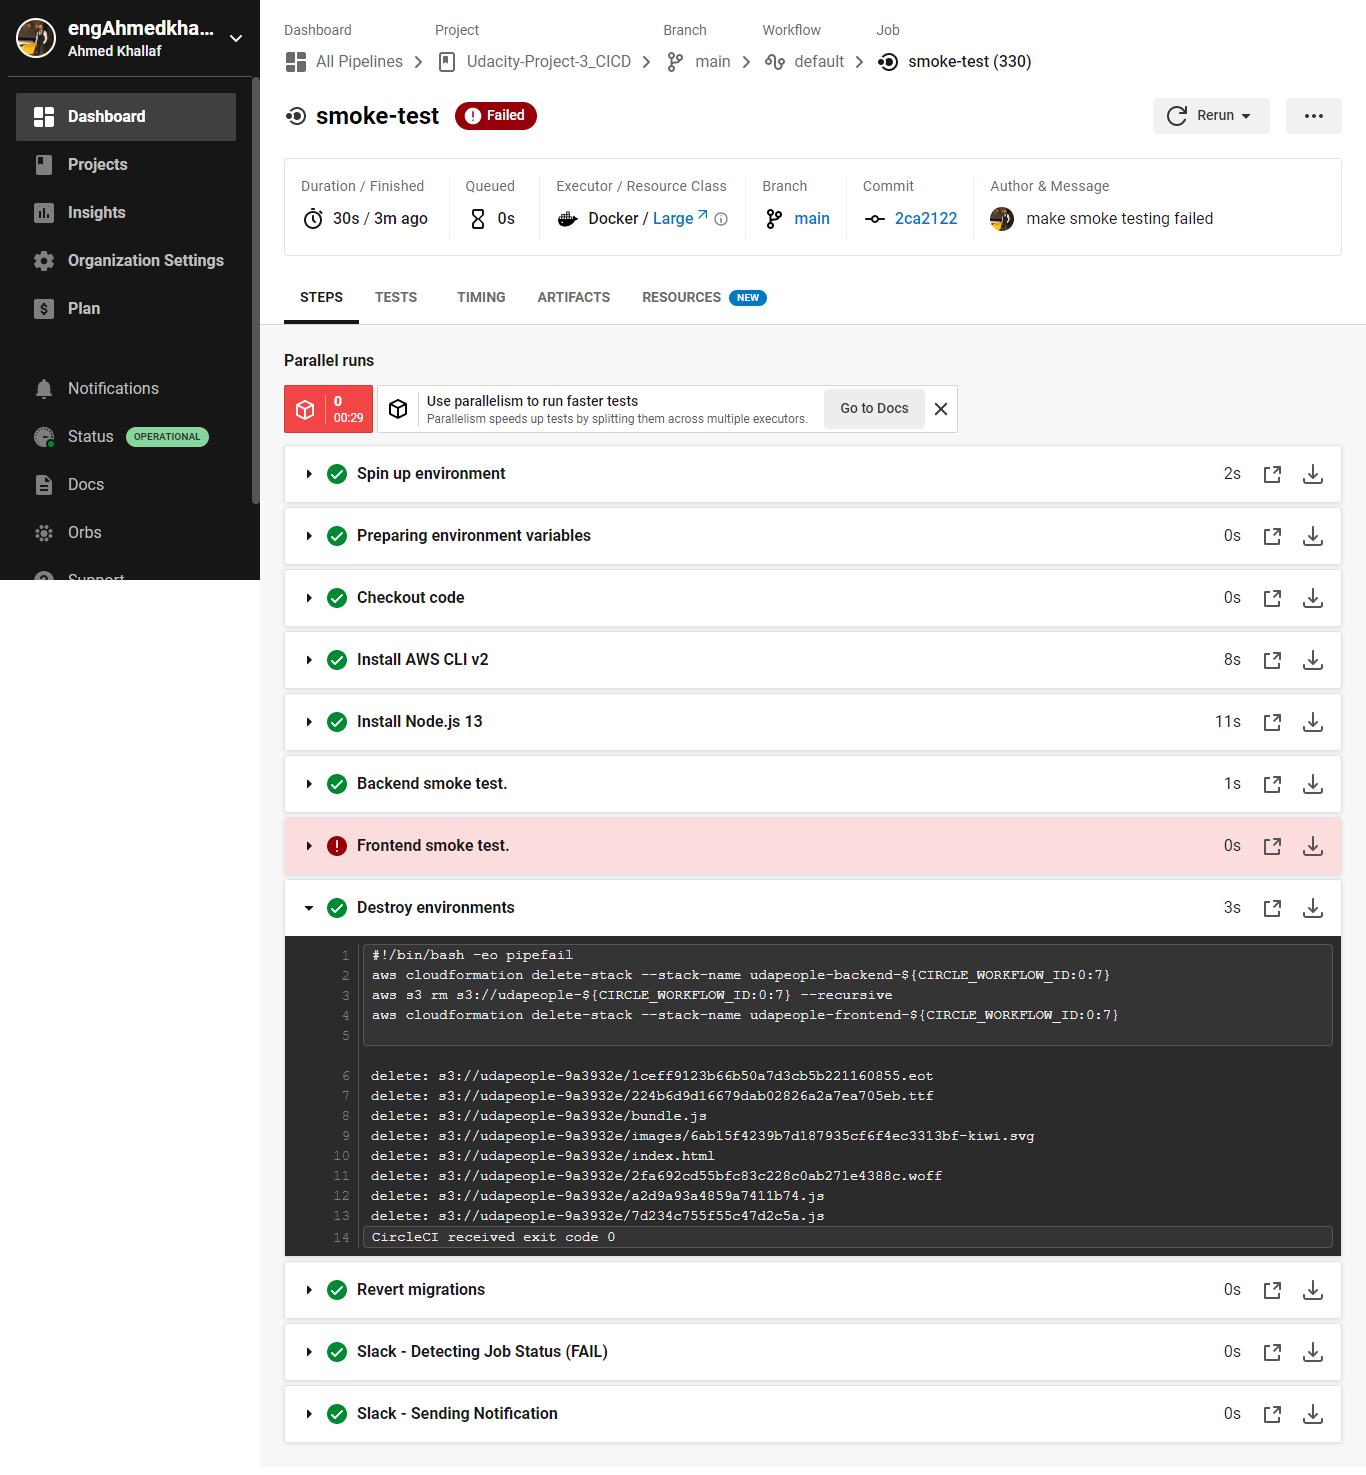 engAhmedkha...
Ahmed Khallaf
Dashboard
Projects
Insights
Organization Settings
Plan
Notifications
Status OPERATIONAL
Docs
Orbs
Support
Dashboard Project Branch Workflow Job
All Pipelines Udacity-Project-3_CICD main default smoke-test (330)
smoke-test Failed Rerun
Duration / Finished Queued Executor / Resource Class Branch Commit Author & Message
30s / 3m ago 0s Docker / Large main 2ca2122 make smoke testing failed
STEPS TESTS TIMING ARTIFACTS RESOURCES NEW
Parallel runs
0
00:29
Use parallelism to run faster tests
Parallelism speeds up tests by splitting them across multiple executors.
Go to Docs
Spin up environment 2s
Preparing environment variables 0s
Checkout code 0s
Install AWS CLI v2 8s
Install Node.js 13 11s
Backend smoke test. 1s
Frontend smoke test. 0s
Destroy environments 3s
1 #!/bin/bash -eo pipefail
2 aws cloudformation delete-stack --stack-name udapeople-backend-${CIRCLE_WORKFLOW_ID:0:7}
3 aws s3 rm s3://udapeople-${CIRCLE_WORKFLOW_ID:0:7} --recursive
4 aws cloudformation delete-stack --stack-name udapeople-frontend-${CIRCLE_WORKFLOW_ID:0:7}
5
6 delete: s3://udapeople-9a3932e/1ceff9123b66b50a7d3cb5b221160855.eot
7 delete: s3://udapeople-9a3932e/224b6d9d16679dab02826a2a7ea705eb.ttf
8 delete: s3://udapeople-9a3932e/bundle.js
9 delete: s3://udapeople-9a3932e/images/6ab15f4239b7d187935cf6f4ec3313bf-kiwi.svg
10 delete: s3://udapeople-9a3932e/index.html
11 delete: s3://udapeople-9a3932e/2fa692cd55bfc83c228c0ab271e4388c.woff
12 delete: s3://udapeople-9a3932e/a2d9a93a4859a7411b74.js
13 delete: s3://udapeople-9a3932e/7d234c755f55c47d2c5a.js
14 CircleCI received exit code 0
Revert migrations 0s
Slack - Detecting Job Status (FAIL) 0s
Slack - Sending Notification 0s